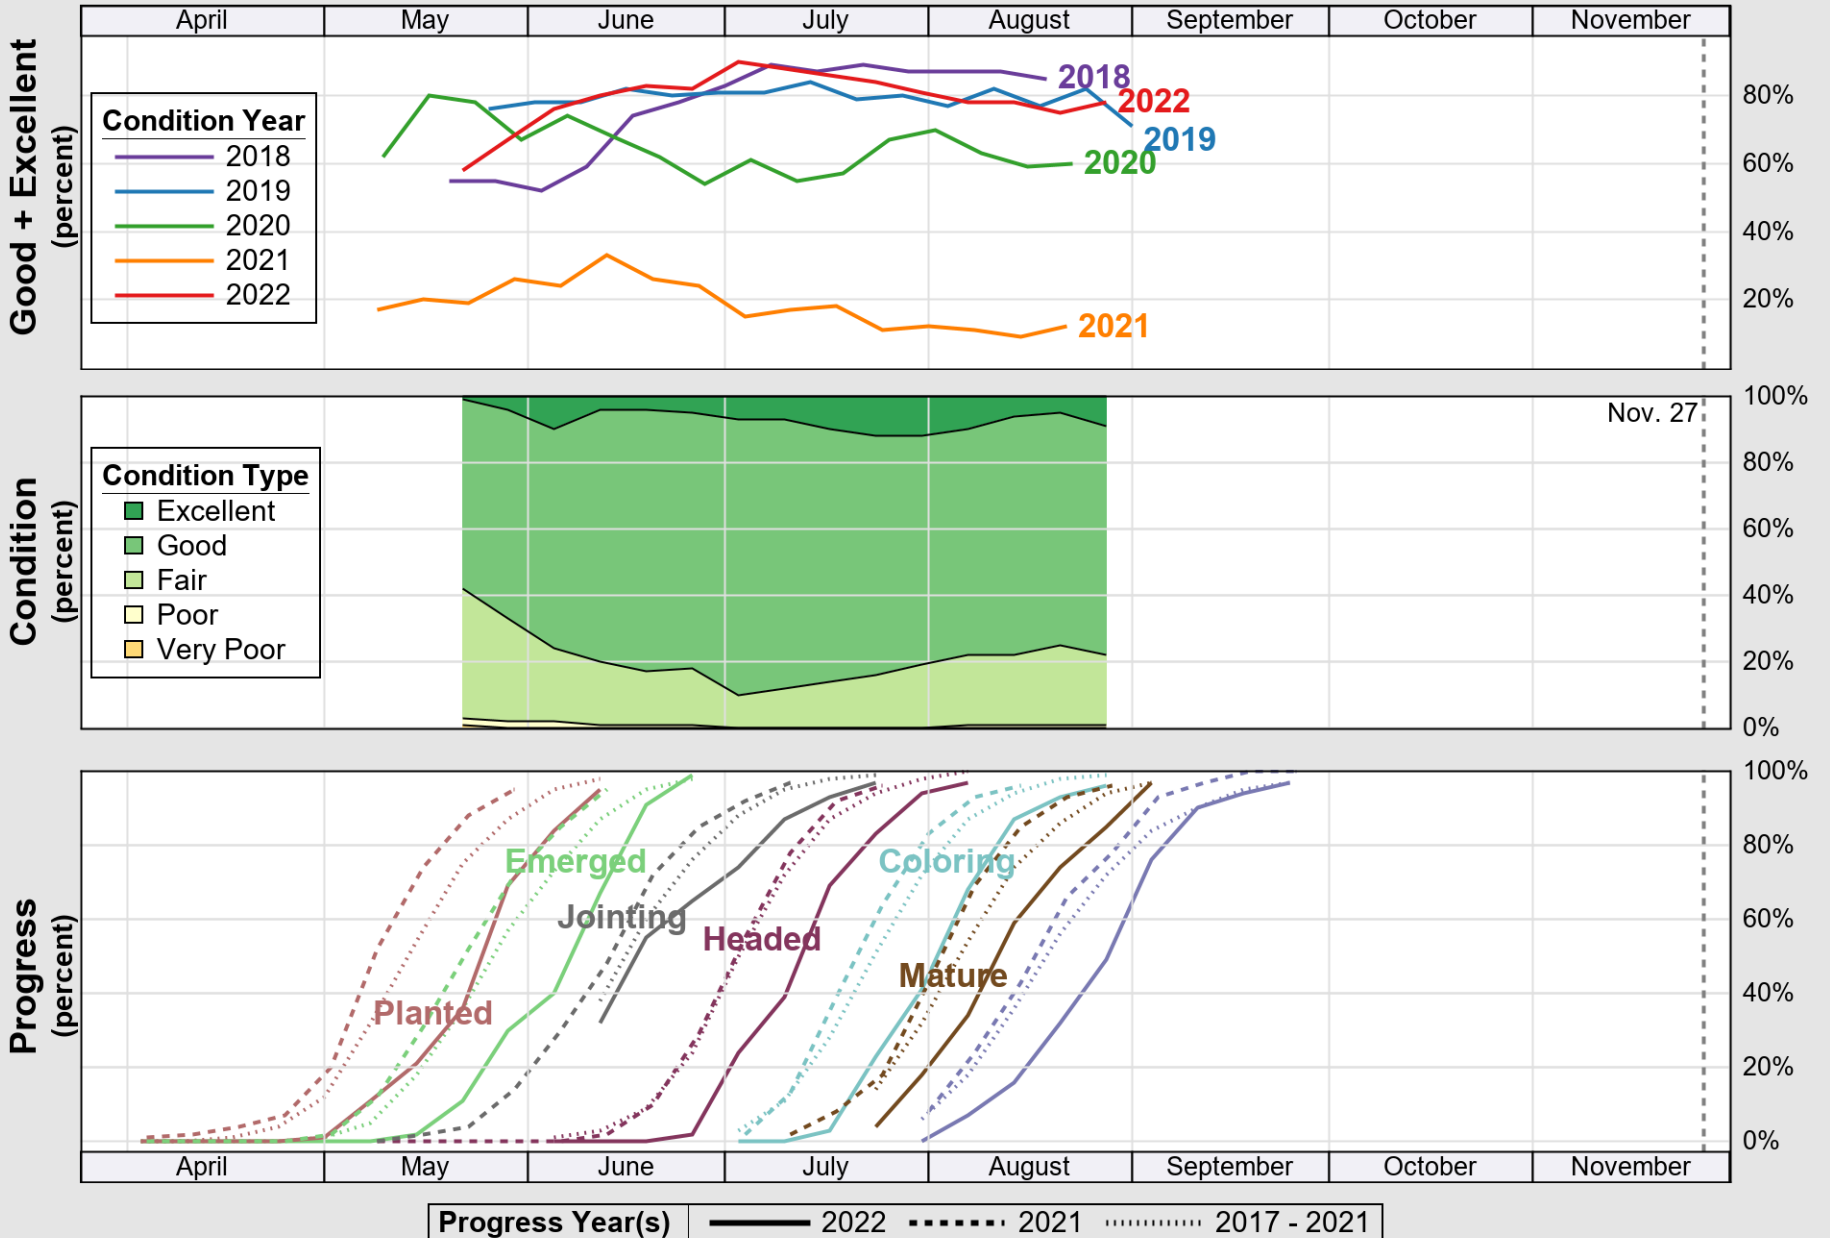 April May June July August September October November
Good + Excellent
(percent)
Condition Year
2018
2019
2020
2021
2022
2018
2022
2019
2020
2021
80%
60%
40%
20%
Condition
(percent)
Condition Type
Excellent
Good
Fair
Poor
Very Poor
Nov. 27
100%
80%
60%
40%
20%
0%
Progress
(percent)
Emerged
Coloring
Jointing
Headed
Mature
Planted
100%
80%
60%
40%
20%
0%
April May June July August September October November
Progress Year(s) 2022 2021 2017 - 2021